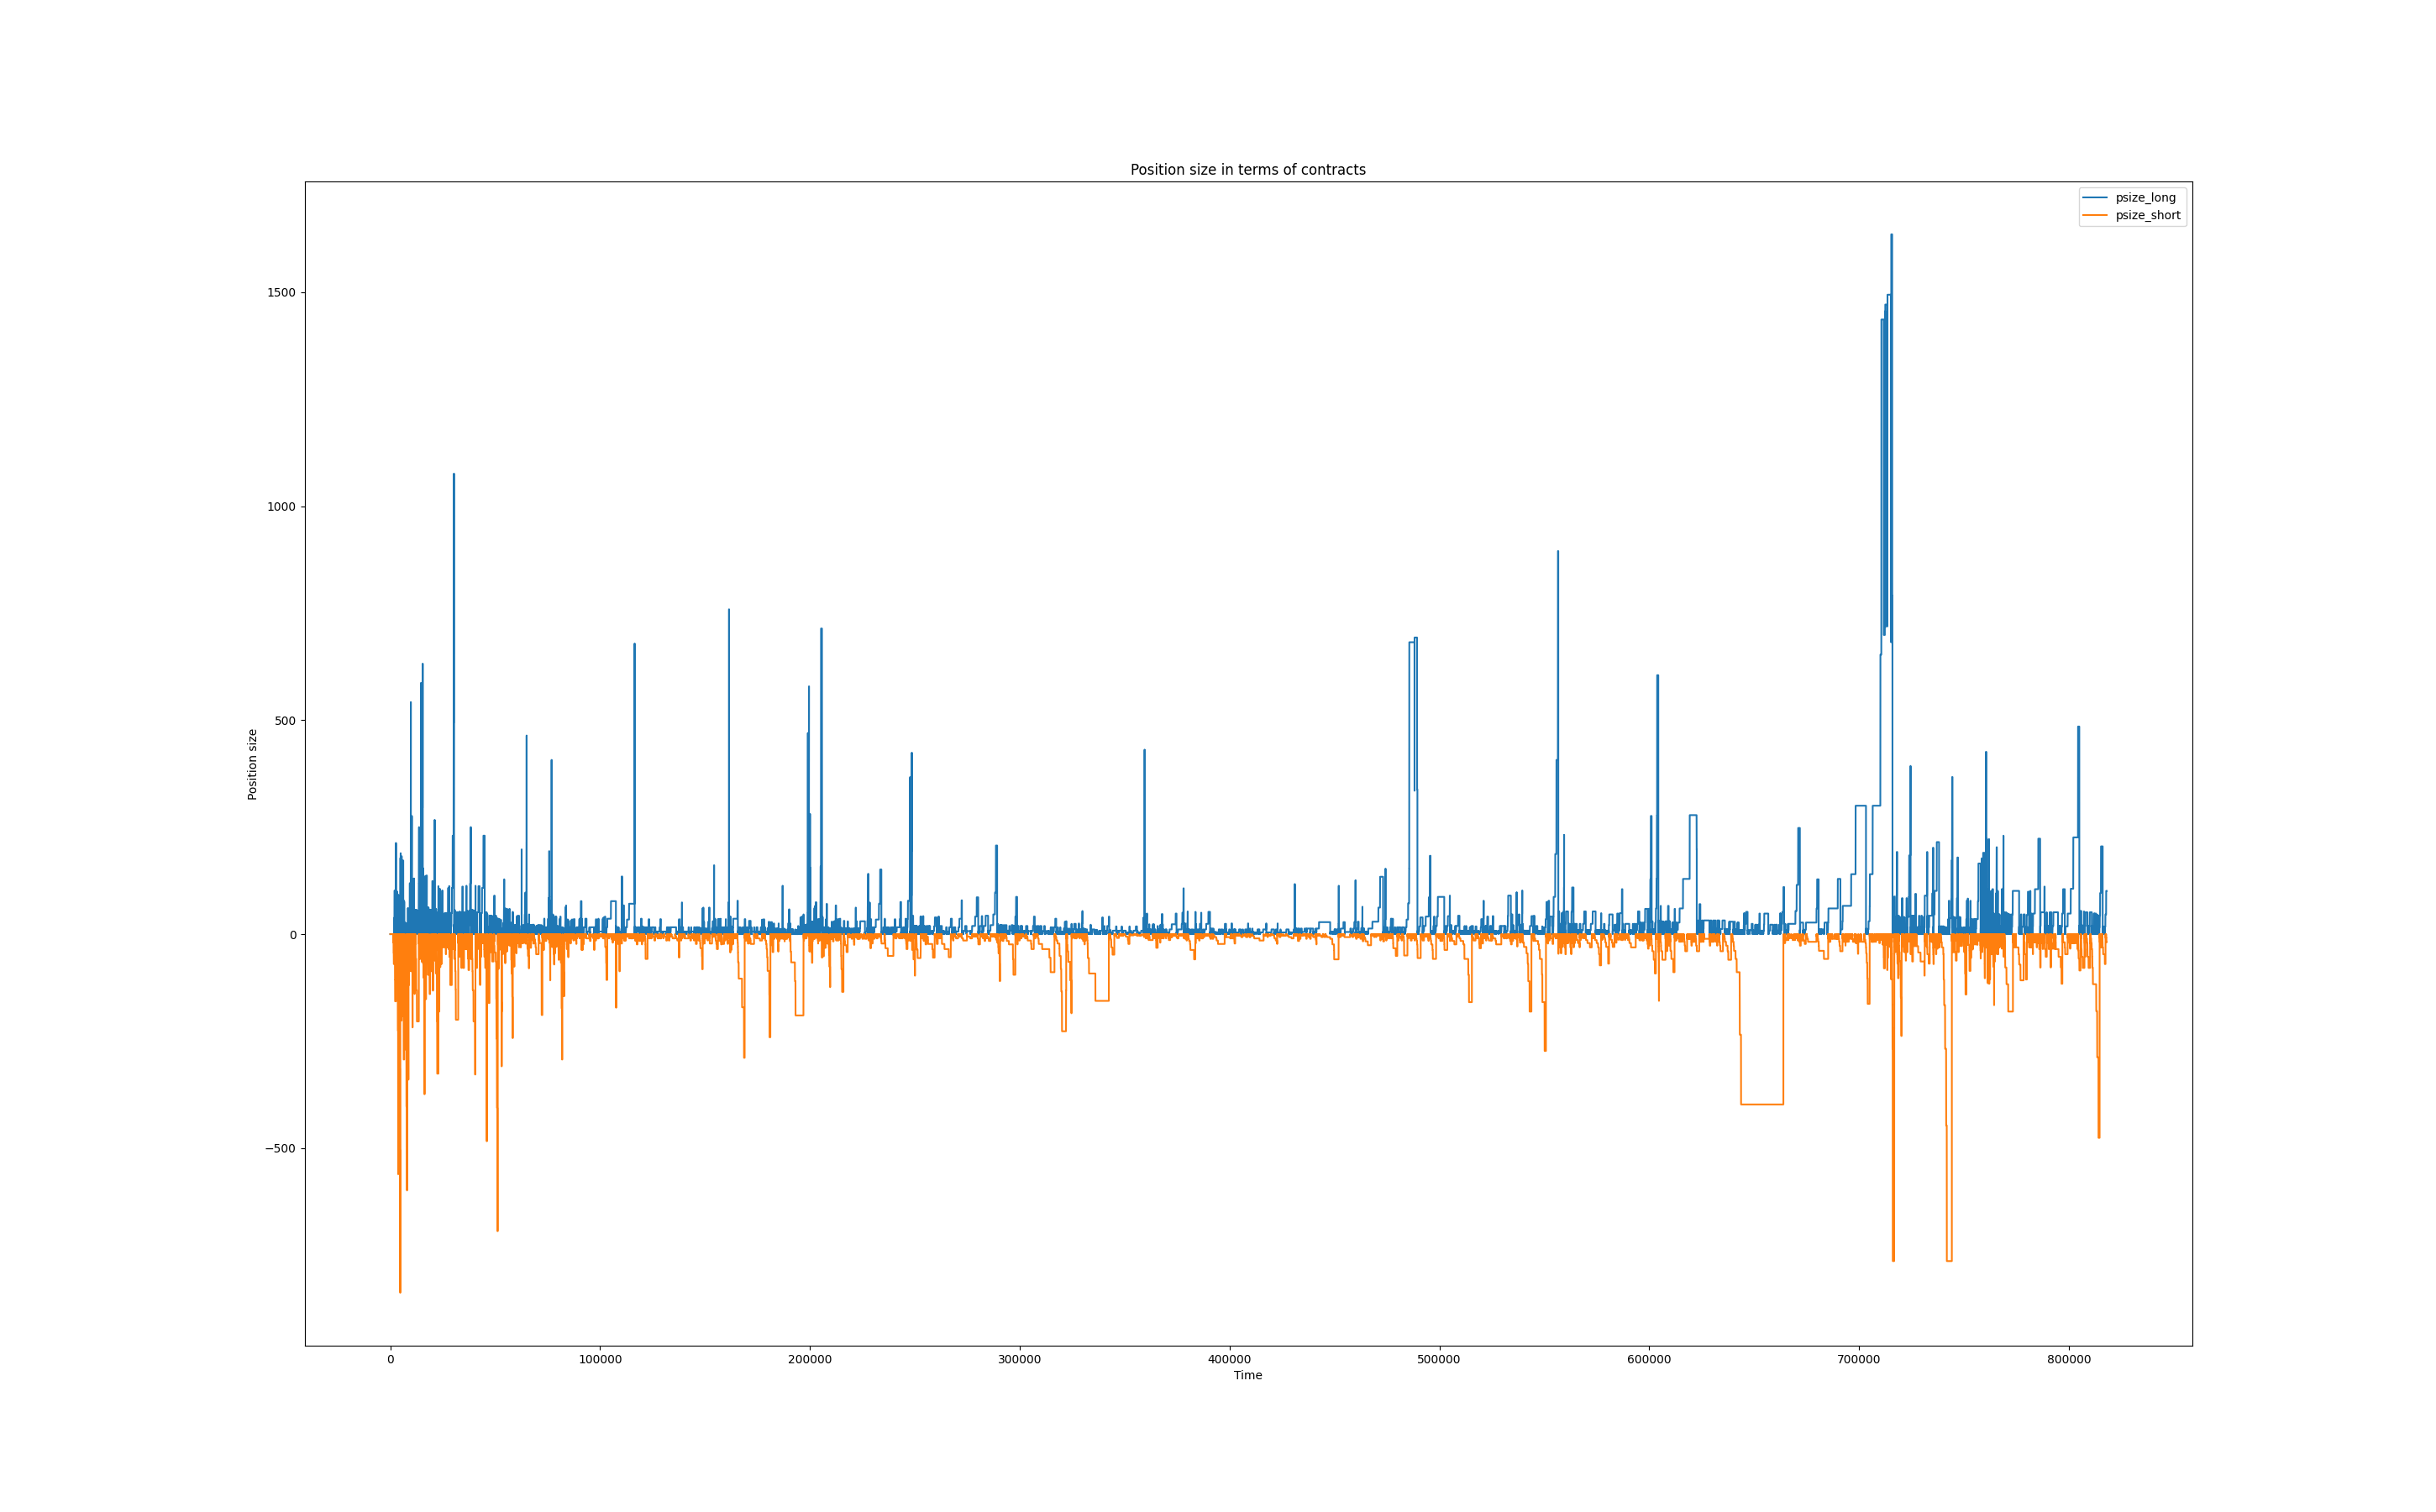 Position size in terms of contracts
psize_long
psize_short
1500
1000
500
0
−500
Position size
0 100000 200000 300000 400000 500000 600000 700000 800000
Time